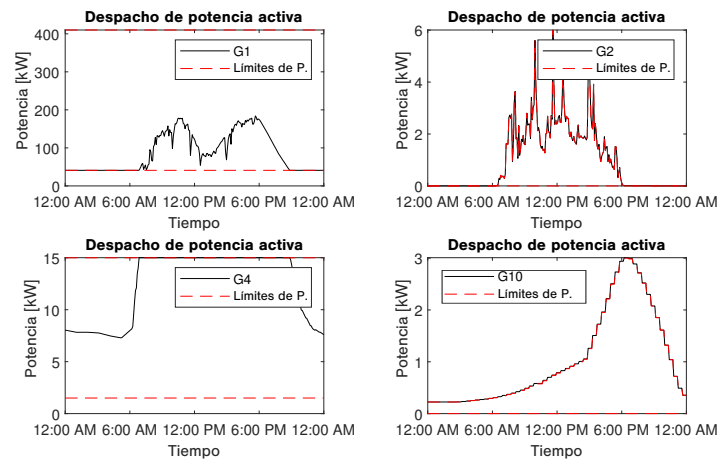 Despacho de potencia activa
Potencia [kW]
400
300
200
100
0
G1
Límites de P.
12:00 AM 6:00 AM 12:00 PM 6:00 PM 12:00 AM
Tiempo
Despacho de potencia activa
Potencia [kW]
6
4
2
0
G2
Límites de P.
12:00 AM 6:00 AM 12:00 PM 6:00 PM 12:00 AM
Tiempo
Despacho de potencia activa
Potencia [kW]
15
10
5
0
G4
Límites de P.
12:00 AM 6:00 AM 12:00 PM 6:00 PM 12:00 AM
Tiempo
Despacho de potencia activa
Potencia [kW]
3
2
1
0
G10
Límites de P.
12:00 AM 6:00 AM 12:00 PM 6:00 PM 12:00 AM
Tiempo